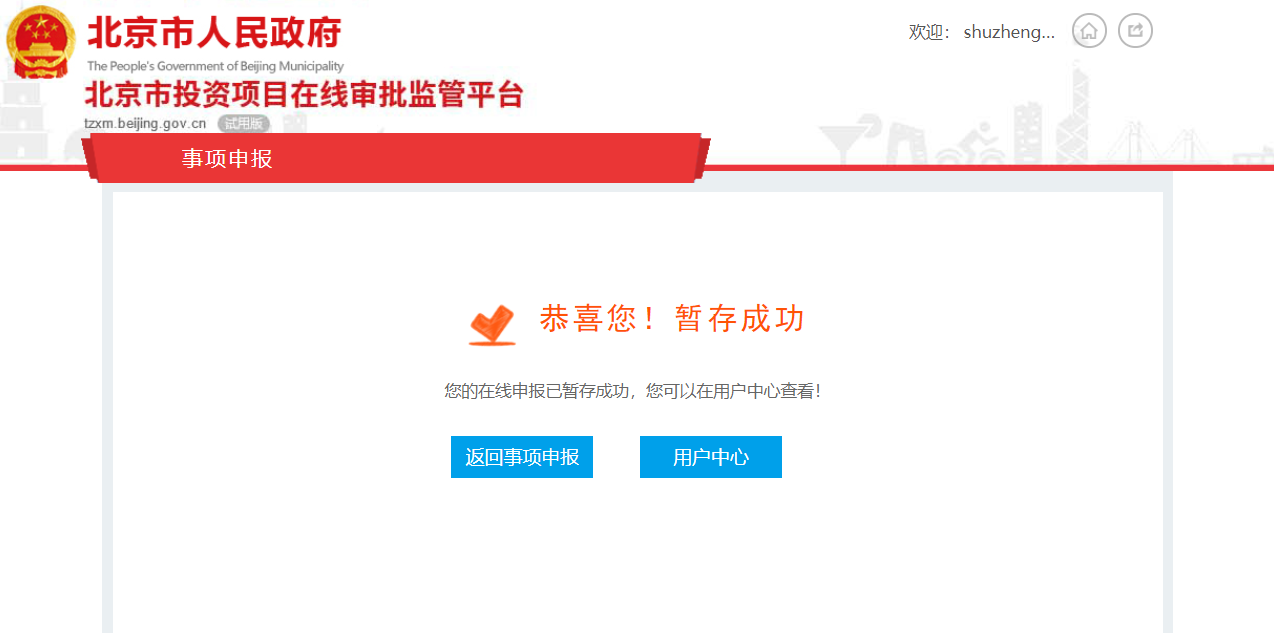 北京市人民政府
The People's Government of Beijing Municipality
北京市投资项目在线审批监管平台
tzxm.beijing.gov.cn 试用版
欢迎： shuzheng...
事项申报
恭喜您！暂存成功
您的在线申报已暂存成功，您可以在用户中心查看！
返回事项申报 用户中心